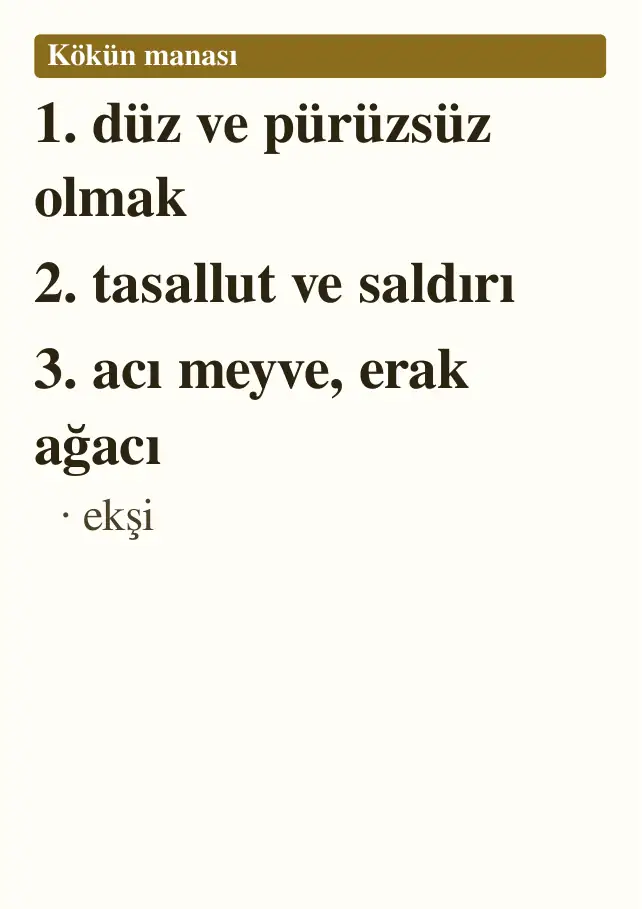 Kökün manası
1. düz ve pürüzsüz
olmak
2. tasallut ve saldırı
3. acı meyve, erak
ağacı
· ekşi